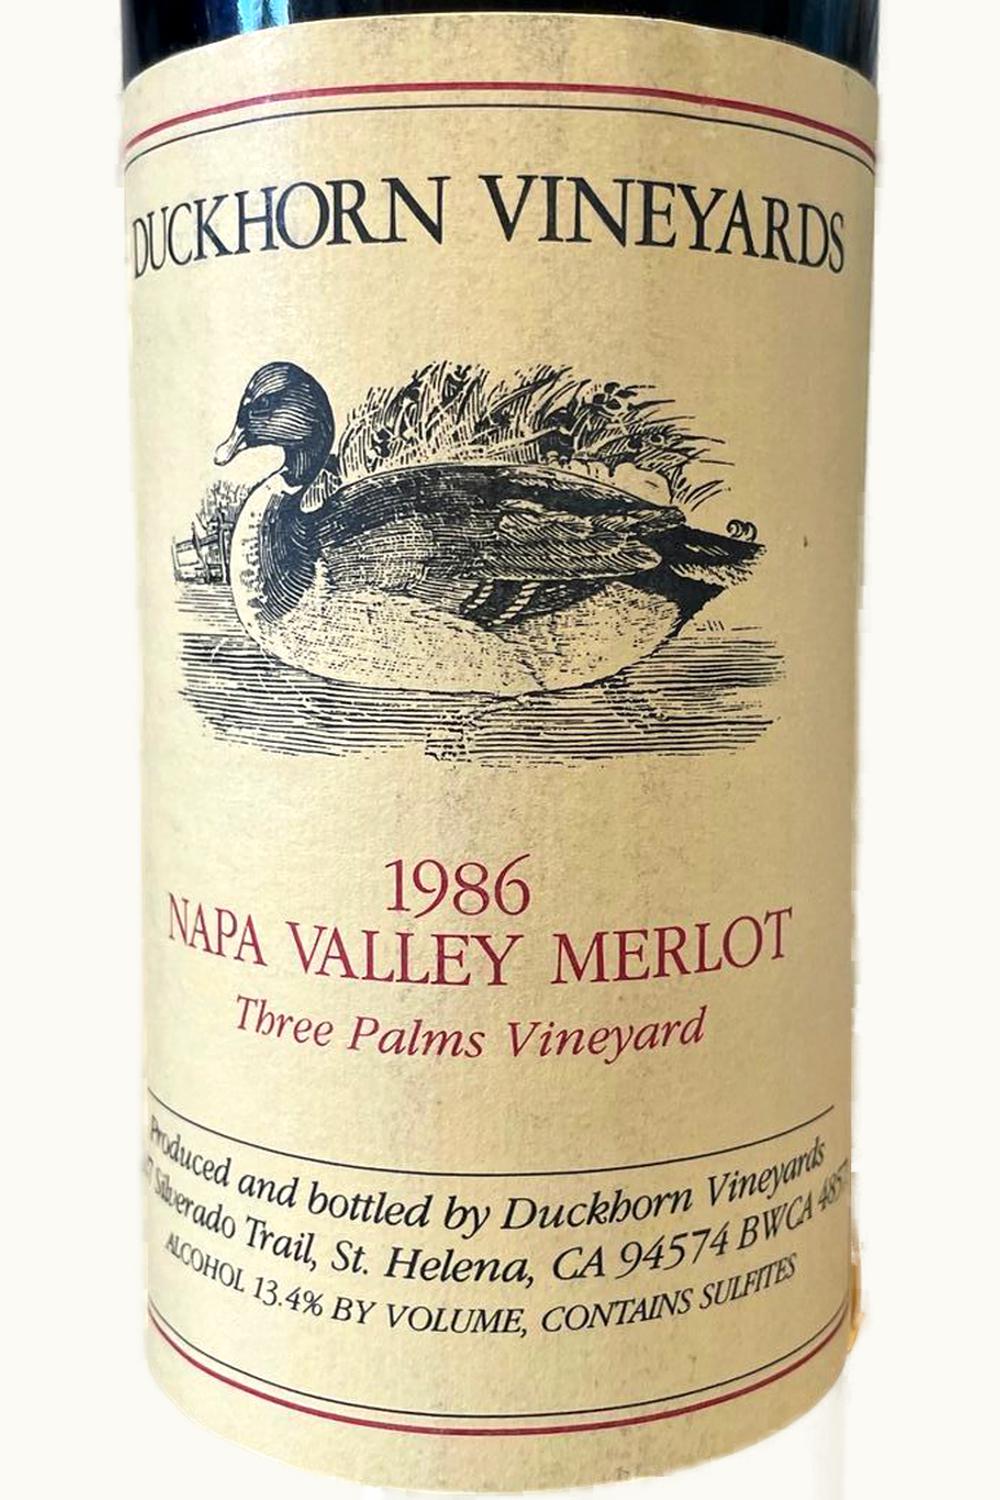 DUCKHORN VINEYARDS
1986
NAPA VALLEY MERLOT
Three Palms Vineyard
Produced and bottled by Duckhorn Vineyards
Silverado Trail, St. Helena, CA 94574 BWCA
ALCOHOL 13.4% BY VOLUME, CONTAINS SULFITES